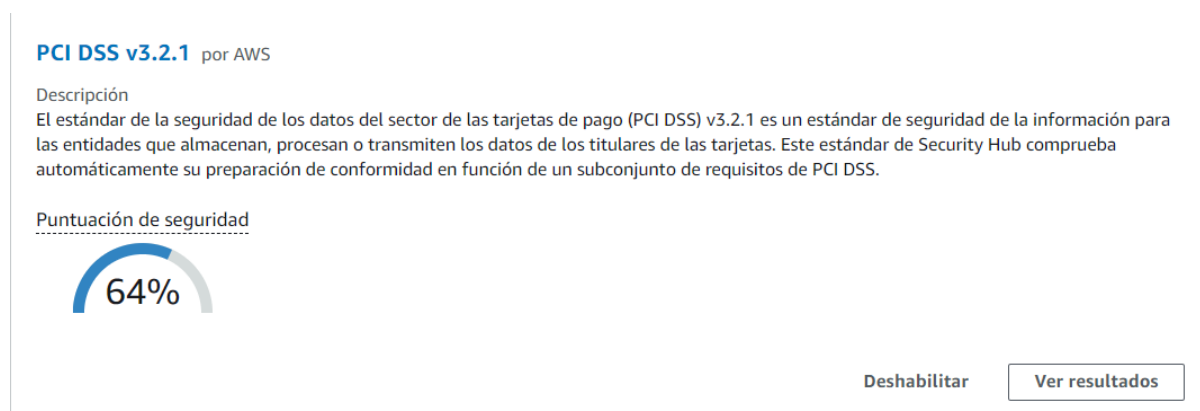 PCI DSS v3.2.1 por AWS
Descripción
El estándar de la seguridad de los datos del sector de las tarjetas de pago (PCI DSS) v3.2.1 es un estándar de seguridad de la información para
las entidades que almacenan, procesan o transmiten los datos de los titulares de las tarjetas. Este estándar de Security Hub comprueba
automáticamente su preparación de conformidad en función de un subconjunto de requisitos de PCI DSS.
Puntuación de seguridad
64%
Deshabilitar Ver resultados